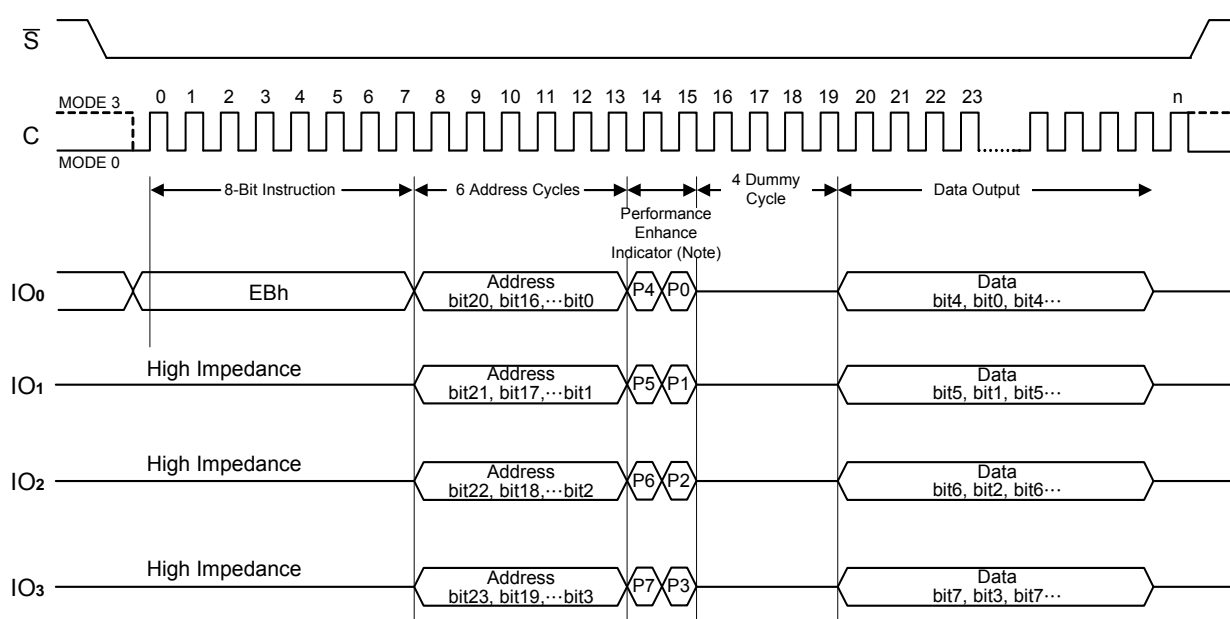 S
MODE 3
0 1 2 3 4 5 6 7 8 9 10 11 12 13 14 15 16 17 18 19 20 21 22 23 n
C
MODE 0
8-Bit Instruction
6 Address Cycles
4 Dummy
Cycle
Data Output
Performance
Enhance
Indicator (Note)
IO0
EBh
Address
bit20, bit16,⋯bit0
P4 P0
Data
bit4, bit0, bit4⋯
IO1
High Impedance
Address
bit21, bit17,⋯bit1
P5 P1
Data
bit5, bit1, bit5⋯
IO2
High Impedance
Address
bit22, bit18,⋯bit2
P6 P2
Data
bit6, bit2, bit6⋯
IO3
High Impedance
Address
bit23, bit19,⋯bit3
P7 P3
Data
bit7, bit3, bit7⋯